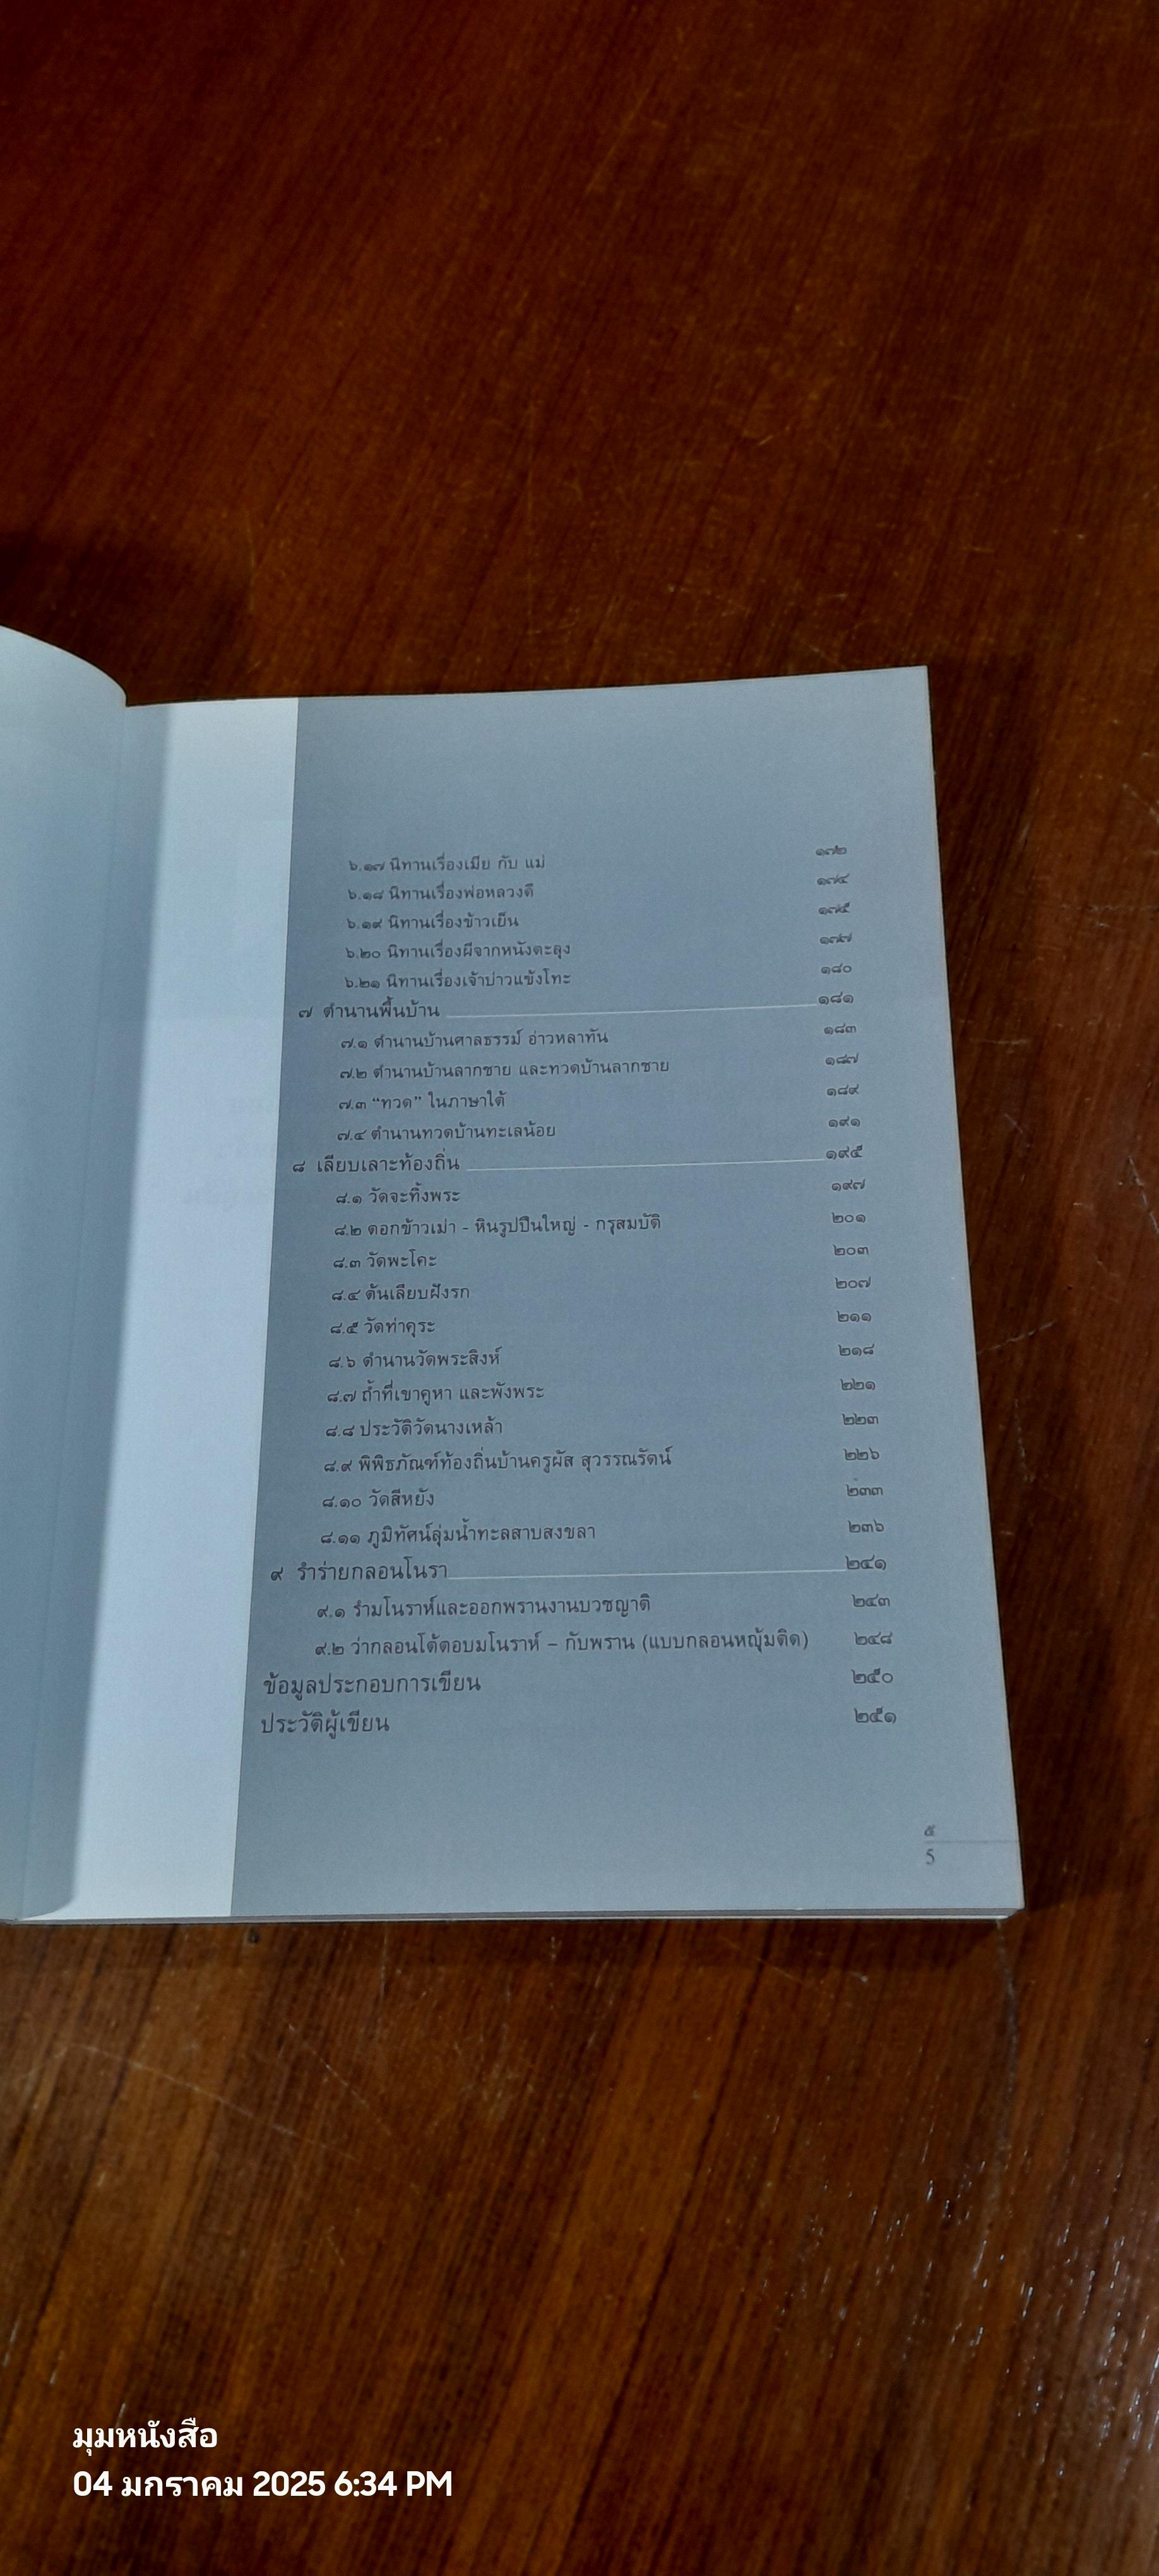 ๖.๑๗ นิทานเรื่องเมีย กับ แม่ ๑๗๒
๖.๑๘ นิทานเรื่องพ่อหลวงตี ๑๗๔
๖.๑๙ นิทานเรื่องข้าวเย็น ๑๗๕
๖.๒๐ นิทานเรื่องผีจากหนังตะลุง ๑๗๗
๖.๒๑ นิทานเรื่องเจ้าบ่าวแข้งโทะ ๑๘๐
๗ ตำนานพื้นบ้าน ๑๘๑
๗.๑ ตำนานบ้านศาลธรรม์ อ่าวหลาทัน ๑๘๓
๗.๒ ตำนานบ้านลากชาย และทวดบ้านลากชาย ๑๘๗
๗.๓ “ทวด” ในภาษาใต้ ๑๘๙
๗.๔ ตำนานทวดบ้านทะเลน้อย ๑๙๑
๘ เลียบเลาะท้องถิ่น ๑๙๕
๘.๑ วัดจะทิ้งพระ ๑๙๗
๘.๒ ตอกข้าวเม่า - หินรูปปืนใหญ่ - กรุสมบัติ ๒๐๑
๘.๓ วัดพะโคะ ๒๐๓
๘.๔ ต้นเลียบฝังรก ๒๐๗
๘.๕ วัดท่าคุระ ๒๑๑
๘.๖ ตำนานวัดพระสิงห์ ๒๑๘
๘.๗ ถ้ำที่เขาคูหา และพังพระ ๒๒๑
๘.๘ ประวัติวัดนางเหล้า ๒๒๓
๘.๙ พิพิธภัณฑ์ท้องถิ่นบ้านครูผัส สุวรรณรัตน์ ๒๒๖
๘.๑๐ วัดสีหยัง ๒๓๓
๘.๑๑ ภูมิทัศน์ลุ่มน้ำทะลสาบสงขลา ๒๓๖
๙ รำร่ายกลอนโนรา ๒๔๑
๙.๑ รำมโนราห์และออกพรานงานบวชญาติ ๒๔๓
๙.๒ ว่ากลอนโต้ตอบมโนราห์ – กับพราน (แบบกลอนหญุ้มติด) ๒๔๘
ข้อมูลประกอบการเขียน ๒๕๐
ประวัติผู้เขียน ๒๕๑
๕
5
มุมหนังสือ
04 มกราคม 2025 6:34 PM